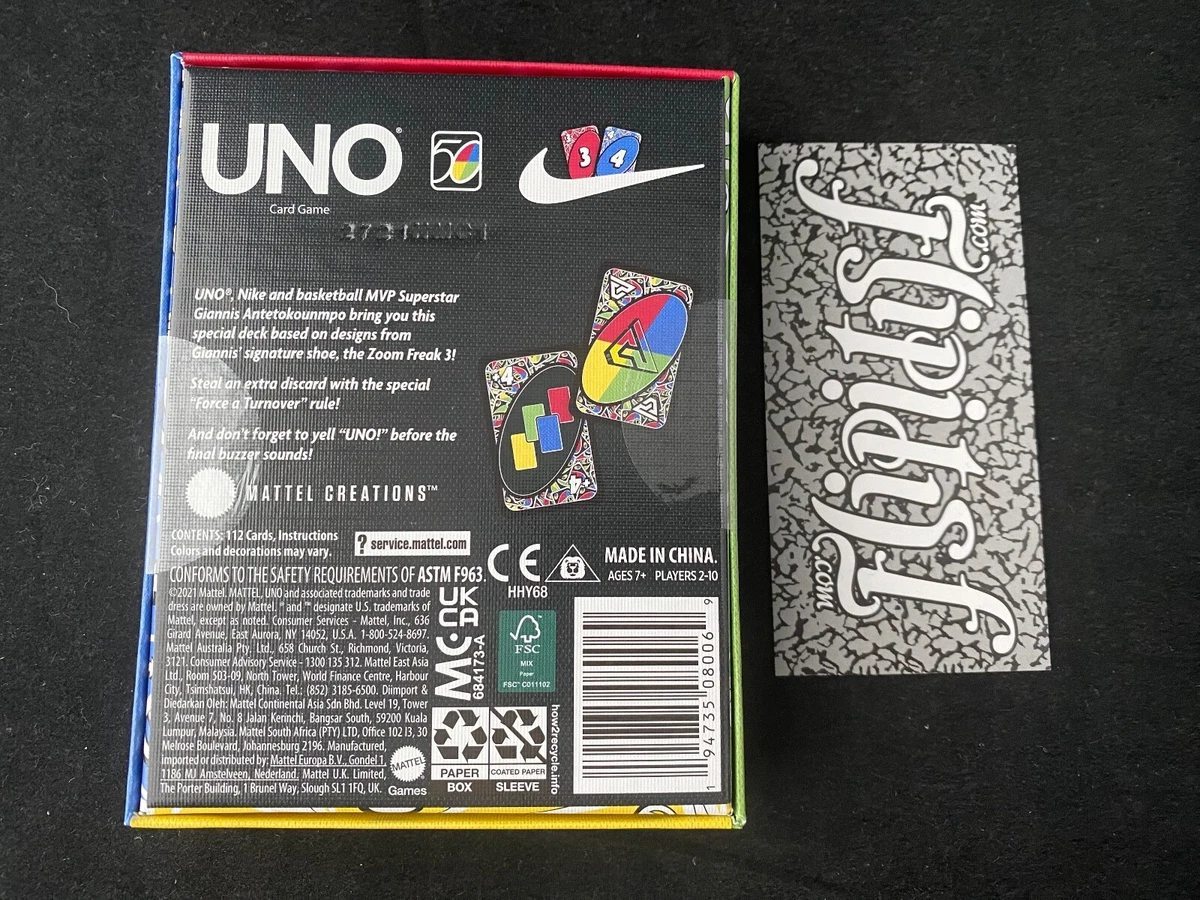 UNO®
50
3 4
Card Game
UNO®, Nike and basketball MVP Superstar
Giannis Antetokounmpo bring you this
special deck based on designs from
Giannis' signature shoe, the Zoom Freak 3!
Steal an extra discard with the special
“Force a Turnover” rule!
And don't forget to yell “UNO!” before the
final buzzer sounds!
+4
+4
MATTEL CREATIONS™
CONTENTS: 112 Cards, Instructions
Colors and decorations may vary.
? service.mattel.com
CONFORMS TO THE SAFETY REQUIREMENTS OF ASTM F963.
CE
HHY68
MADE IN CHINA.
AGES 7+ PLAYERS 2-10
©2021 Mattel. MATTEL, UNO and associated trademarks and trade
dress are owned by Mattel. ® and ™ designate U.S. trademarks of
Mattel, except as noted. Consumer Services - Mattel, Inc., 636
Girard Avenue, East Aurora, NY 14052, U.S.A. 1-800-524-8697.
Mattel Australia Pty. Ltd., 658 Church St., Richmond, Victoria,
3121. Consumer Advisory Service - 1300 135 312. Mattel East Asia
Ltd., Room 503-09, North Tower, World Finance Centre, Harbour
City, Tsimshatsui, HK, China. Tel.: (852) 3185-6500. Diimport &
Diedarkan Oleh: Mattel Continental Asia Sdn Bhd. Level 19, Tower
3, Avenue 7, No. 8 Jalan Kerinchi, Bangsar South, 59200 Kuala
Lumpur, Malaysia. Mattel South Africa (PTY) LTD, Office 102 I3, 30
Melrose Boulevard, Johannesburg 2196. Manufactured,
imported or distributed by: Mattel Europa B.V., Gondel 1,
1186 MJ Amstelveen, Nederland. Mattel U.K. Limited,
The Porter Building, 1 Brunel Way, Slough SL1 1FQ, UK.
MATTEL
Games
UK
CA
684173-A
FSC
MIX
Paper
FSC™ C011102
PAPER
BOX
COATED PAPER
SLEEVE
how2recycle.info
1 94735 08006 9
flipidifl
.com
.com